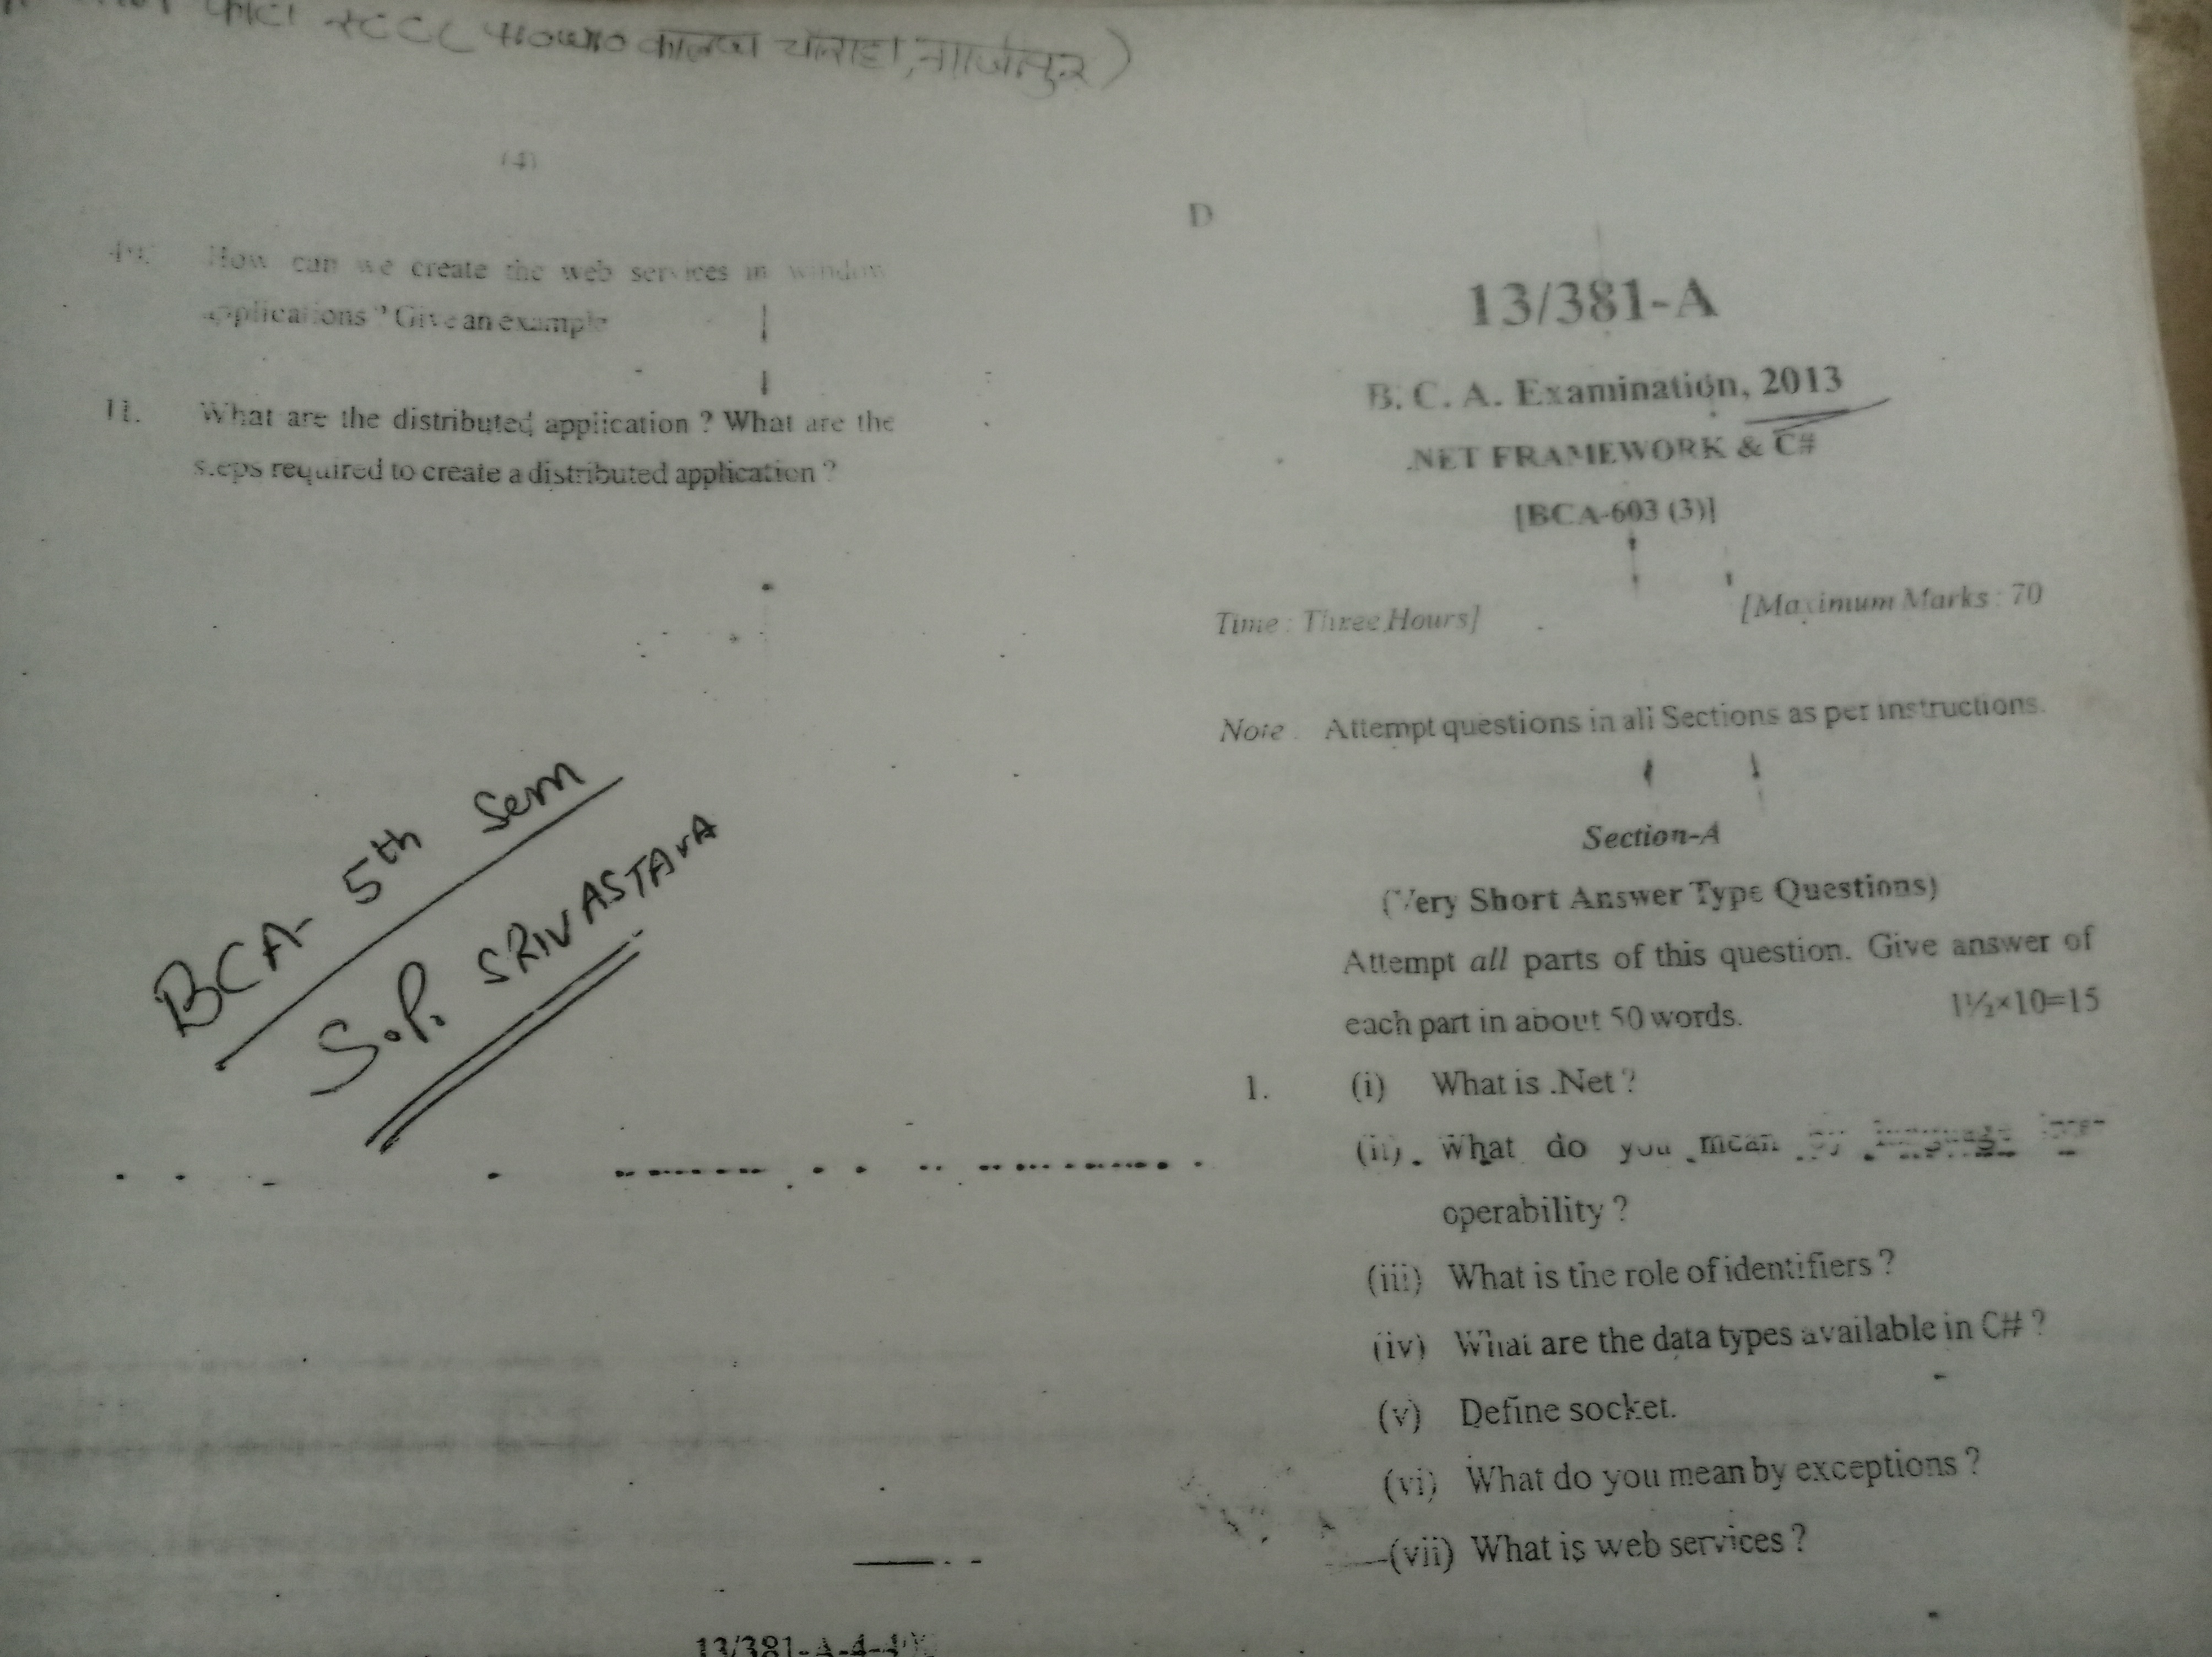 (4)
How can we create the web services in window
applications ? Give an example
11. What are the distributed application ? What are the
steps required to create a distributed application ?
BCA- 5th Sem
S.P. SRIVASTAVA
13/381-A-4-
D
13/381-A
B. C. A. Examination, 2013
.NET FRAMEWORK & C#
[BCA-603 (3)]
Time : Three Hours] [Maximum Marks : 70
Note : Attempt questions in all Sections as per instructions.
Section-A
(Very Short Answer Type Questions)
Attempt all parts of this question. Give answer of
each part in about 50 words. 1½×10=15
1. (i) What is .Net ?
(ii) What do you mean by language inter
operability ?
(iii) What is the role of identifiers ?
(iv) What are the data types available in C# ?
(v) Define socket.
(vi) What do you mean by exceptions ?
(vii) What is web services ?